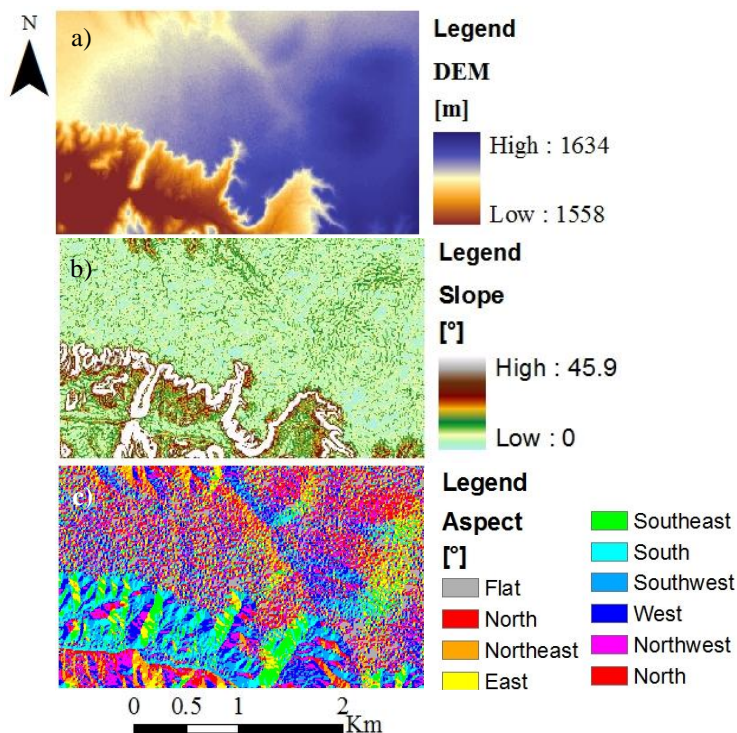 N
a)
Legend
DEM
[m]
High : 1634
Low : 1558
b)
Legend
Slope
[°]
High : 45.9
Low : 0
c)
Legend
Aspect
[°]
Flat
North
Northeast
East
Southeast
South
Southwest
West
Northwest
North
0 0.5 1 2
Km